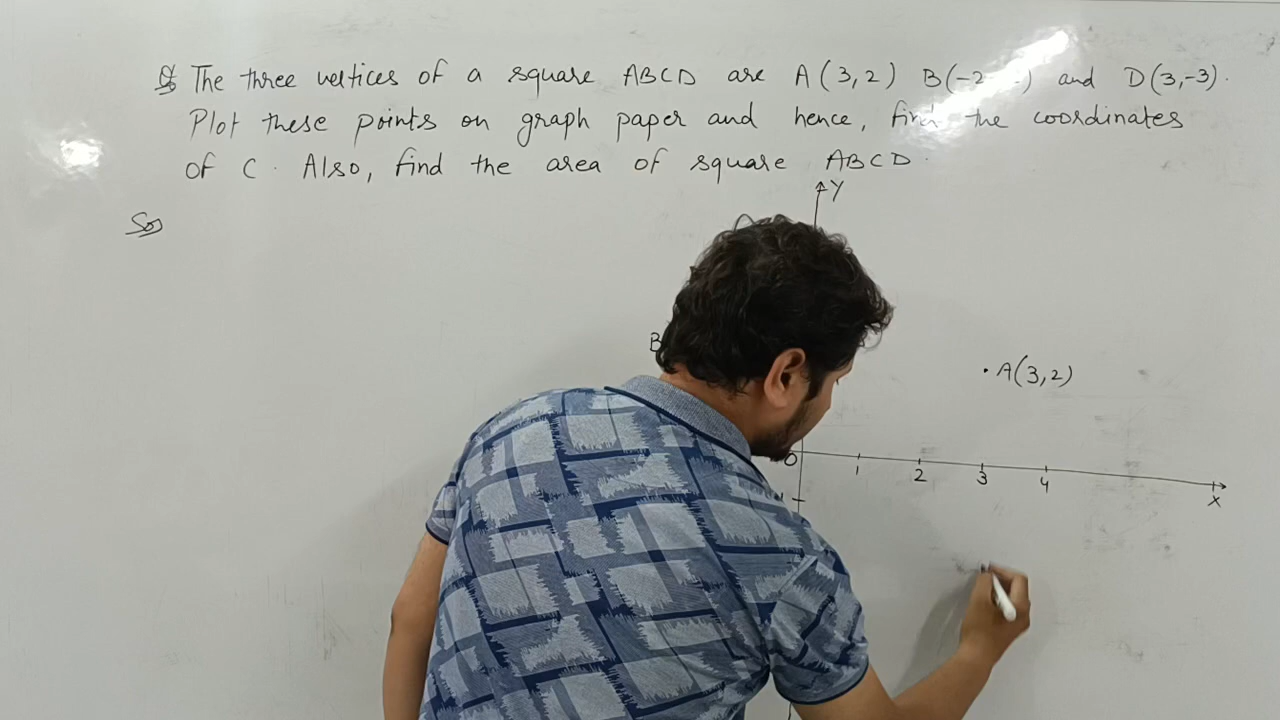 Q. The three vertices of a square ABCD are A(3,2) B(-2 and D(3,-3).
Plot these points on graph paper and hence, find the coordinates
of C. Also, find the area of square ABCD.
Y
Sol
B
A(3,2)
O 1 2 3 4 X